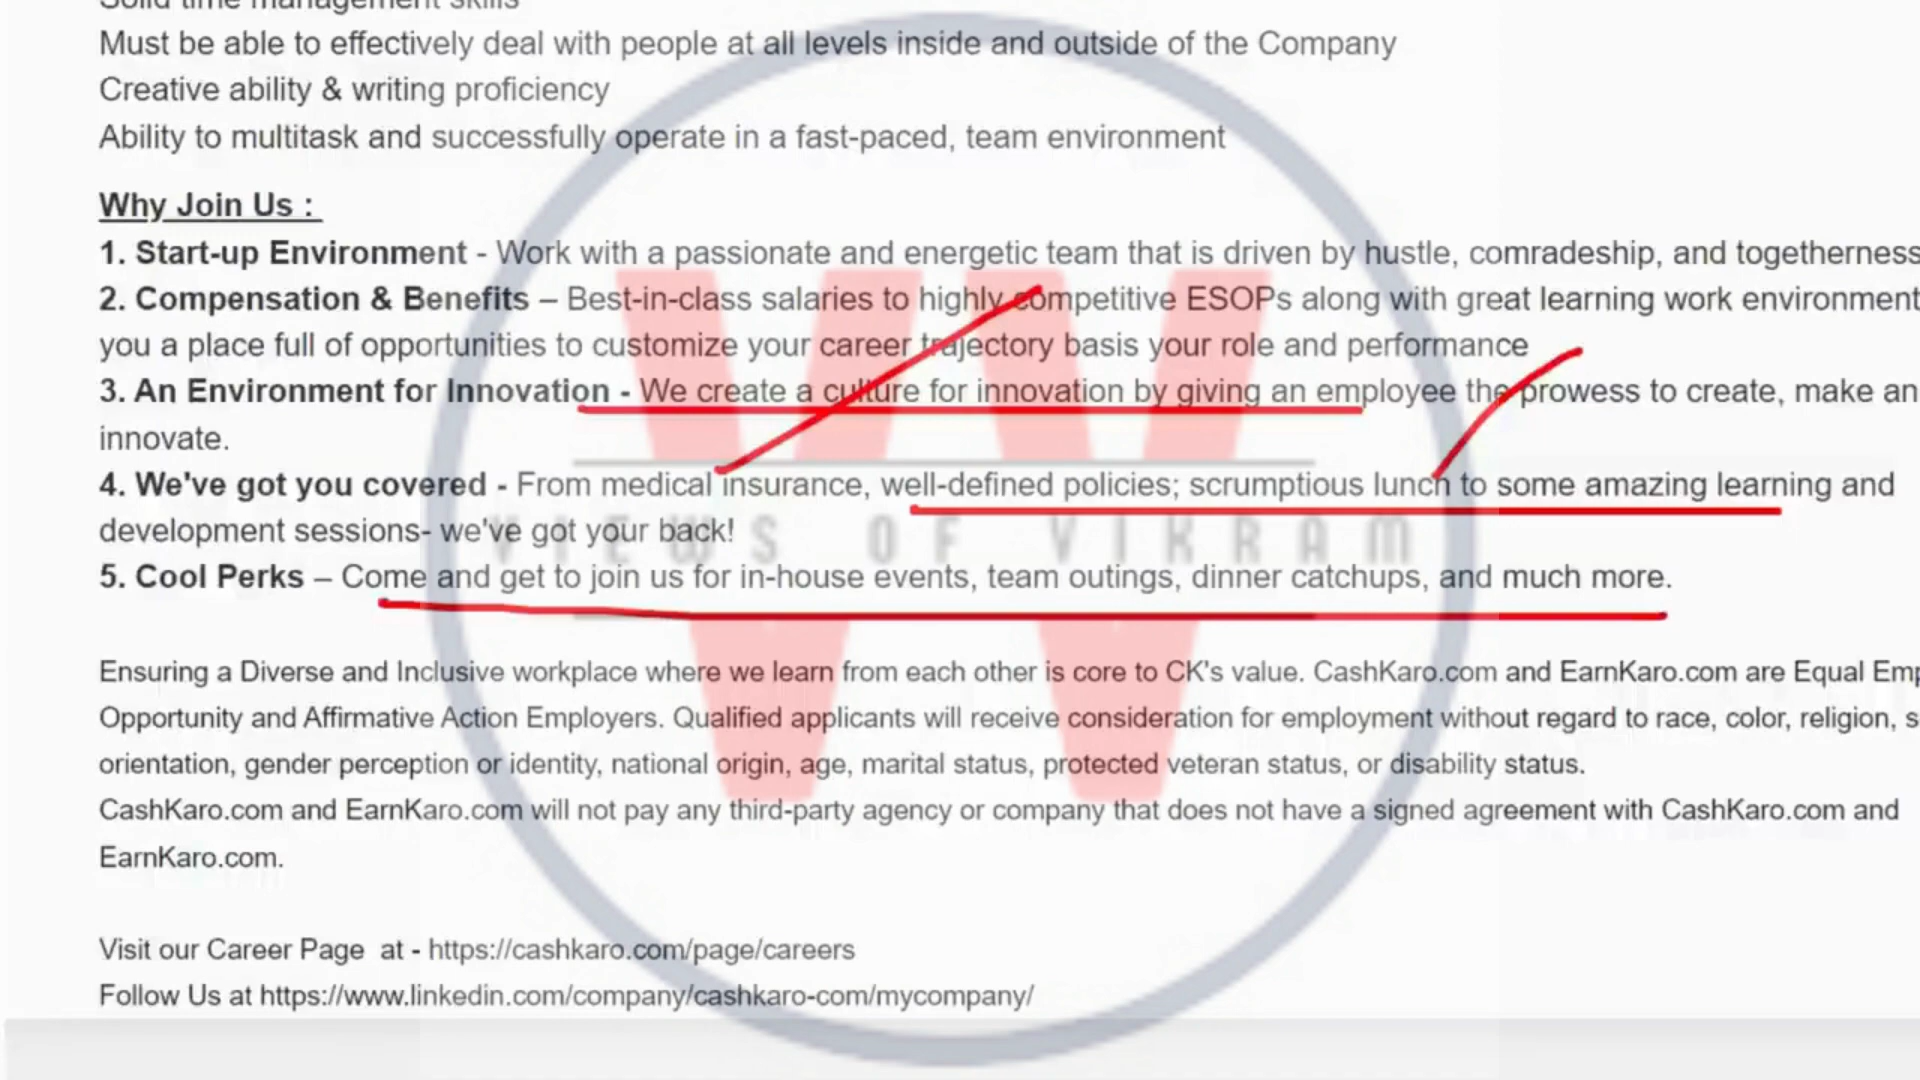 Solid time management skills
Must be able to effectively deal with people at all levels inside and outside of the Company
Creative ability & writing proficiency
Ability to multitask and successfully operate in a fast-paced, team environment
Why Join Us :
1. Start-up Environment - Work with a passionate and energetic team that is driven by hustle, comradeship, and togetherness
2. Compensation & Benefits – Best-in-class salaries to highly competitive ESOPs along with great learning work environment
you a place full of opportunities to customize your career trajectory basis your role and performance
3. An Environment for Innovation - We create a culture for innovation by giving an employee the prowess to create, make an
innovate.
4. We've got you covered - From medical insurance, well-defined policies; scrumptious lunch to some amazing learning and
development sessions- we've got your back!
VIEWS OF VIKRAM
5. Cool Perks – Come and get to join us for in-house events, team outings, dinner catchups, and much more.
Ensuring a Diverse and Inclusive workplace where we learn from each other is core to CK's value. CashKaro.com and EarnKaro.com are Equal Emp
Opportunity and Affirmative Action Employers. Qualified applicants will receive consideration for employment without regard to race, color, religion, s
orientation, gender perception or identity, national origin, age, marital status, protected veteran status, or disability status.
CashKaro.com and EarnKaro.com will not pay any third-party agency or company that does not have a signed agreement with CashKaro.com and
EarnKaro.com.
Visit our Career Page at - https://cashkaro.com/page/careers
Follow Us at https://www.linkedin.com/company/cashkaro-com/mycompany/